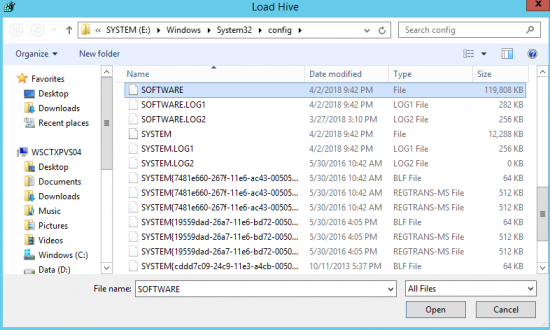 Load Hive
« SYSTEM (E:) ▸ Windows ▸ System32 ▸ config ▸ Search config
Organize New folder
Favorites
Desktop
Downloads
Recent places
WSCTXPVS04
Desktop
Documents
Downloads
Music
Pictures
Videos
Windows (C:)
Data (D:)
Name Date modified Type Size
SOFTWARE 4/2/2018 9:42 PM File 119,808 KB
SOFTWARE.LOG1 4/2/2018 9:42 PM LOG1 File 282 KB
SOFTWARE.LOG2 3/27/2018 3:10 PM LOG2 File 256 KB
SYSTEM 4/2/2018 9:42 PM File 12,288 KB
SYSTEM.LOG1 4/2/2018 9:42 PM LOG1 File 256 KB
SYSTEM.LOG2 5/30/2016 10:42 AM LOG2 File 0 KB
SYSTEM{7481e660-267f-11e6-ac43-00505... 5/30/2016 10:42 AM BLF File 64 KB
SYSTEM{7481e660-267f-11e6-ac43-00505... 5/30/2016 10:42 AM REGTRANS-MS File 512 KB
SYSTEM{7481e660-267f-11e6-ac43-00505... 5/30/2016 10:42 AM REGTRANS-MS File 512 KB
SYSTEM{19559dad-26a7-11e6-bd72-0050... 5/30/2016 4:05 PM BLF File 64 KB
SYSTEM{19559dad-26a7-11e6-bd72-0050... 5/30/2016 4:05 PM REGTRANS-MS File 512 KB
SYSTEM{19559dad-26a7-11e6-bd72-0050... 5/30/2016 4:05 PM REGTRANS-MS File 512 KB
SYSTEM{cddd7c09-24c9-11e3-a4cb-0050... 10/11/2013 5:37 PM BLF File 64 KB
File name: SOFTWARE All Files
Open Cancel